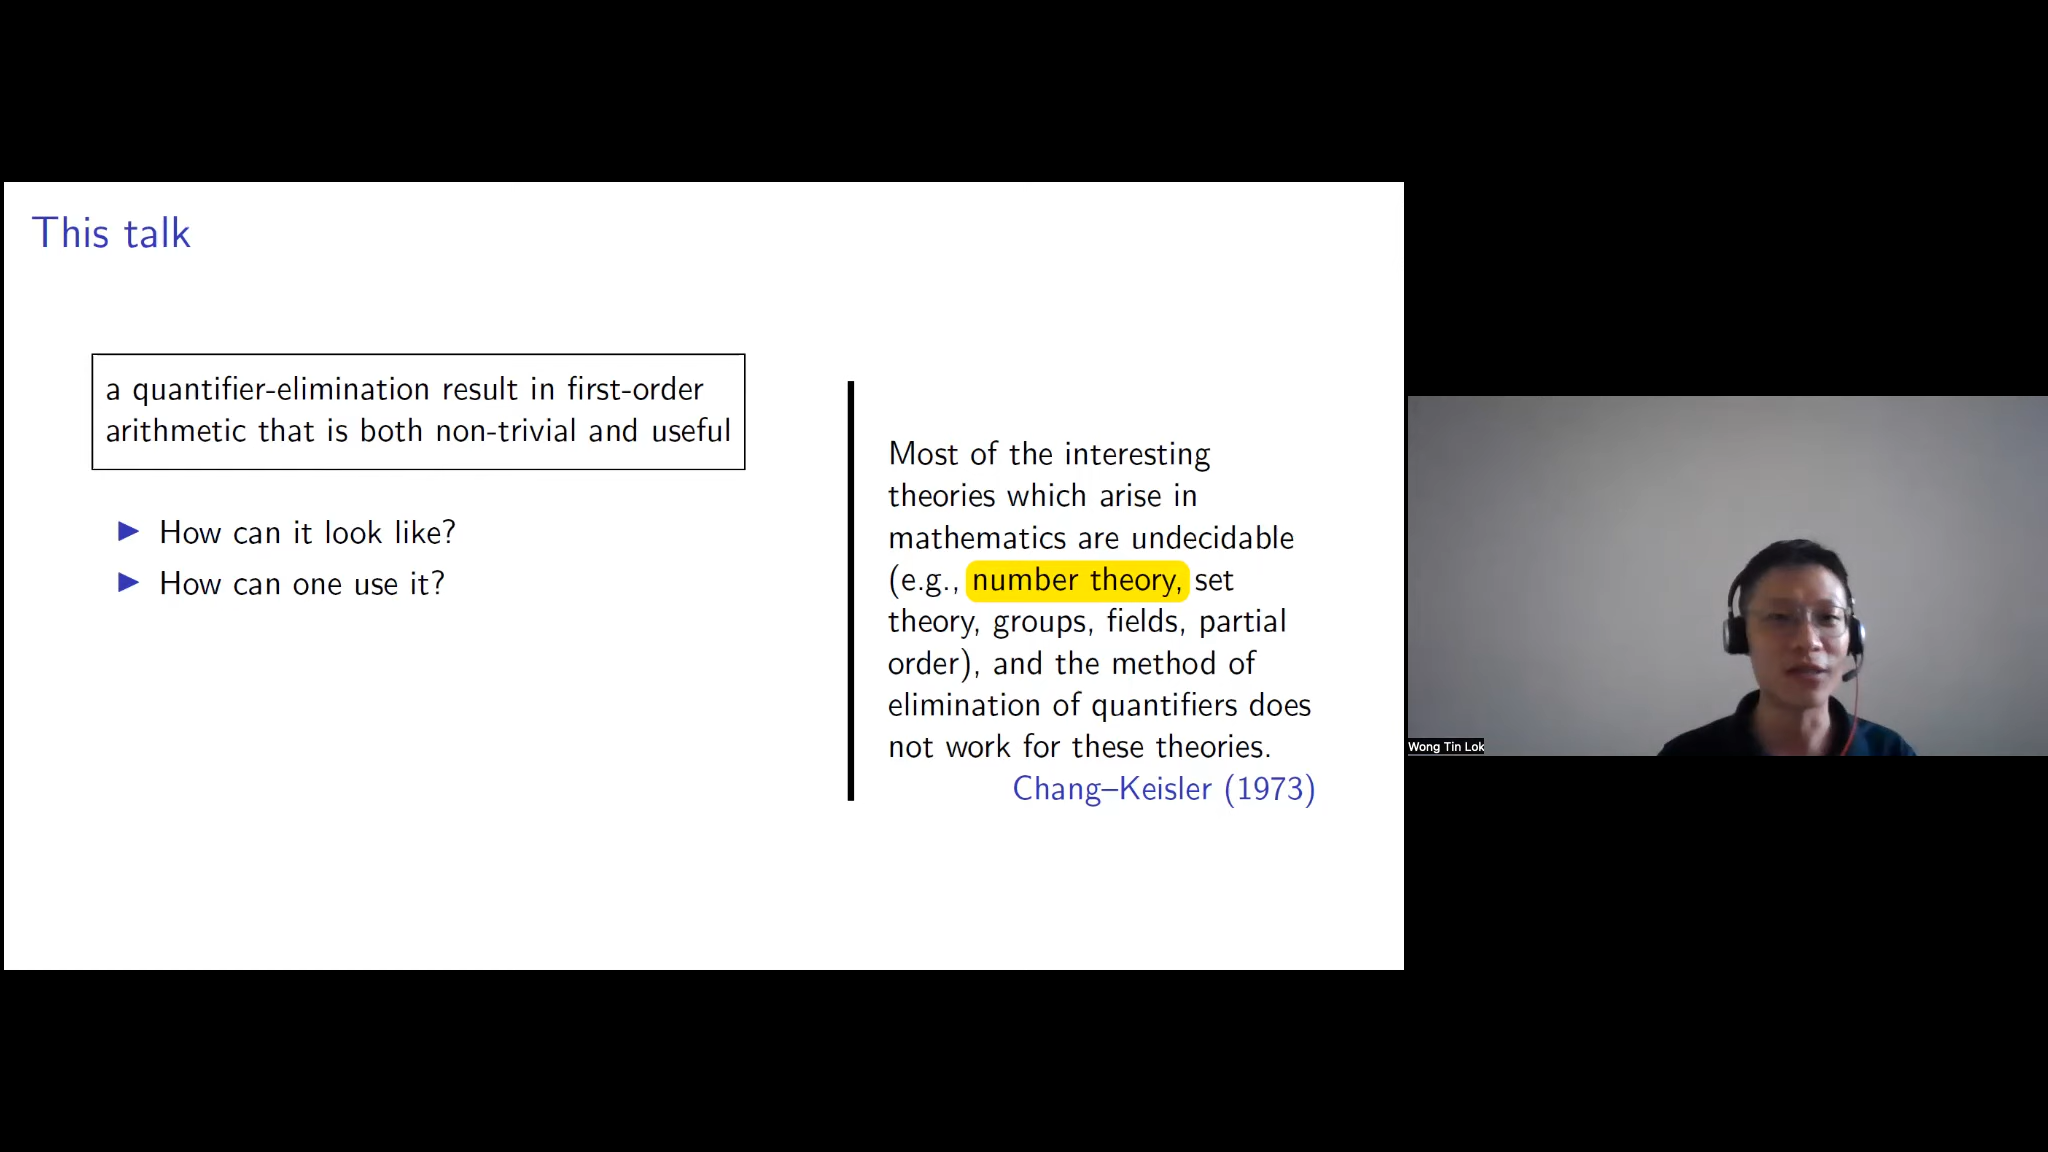 This talk
a quantifier-elimination result in first-order
arithmetic that is both non-trivial and useful
▶ How can it look like?
▶ How can one use it?
Most of the interesting
theories which arise in
mathematics are undecidable
(e.g., number theory, set
theory, groups, fields, partial
order), and the method of
elimination of quantifiers does
not work for these theories.
Chang–Keisler (1973)
Wong Tin Lok